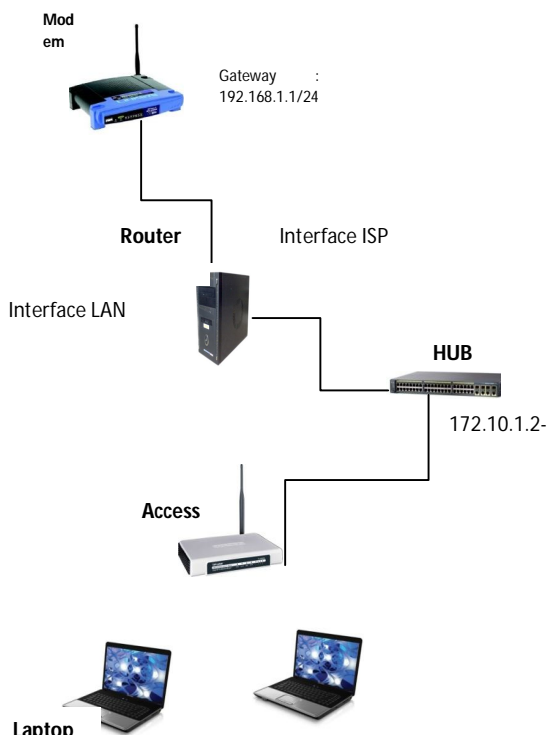 Mod
em
Gateway :
192.168.1.1/24
Router
Interface ISP
Interface LAN
HUB
172.10.1.2-
Access
Laptop